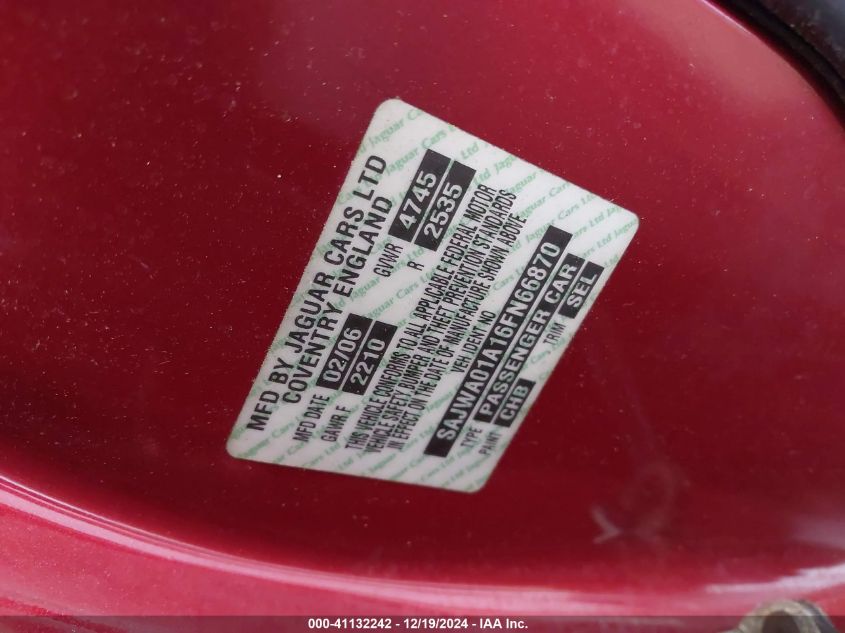 MFD BY JAGUAR CARS LTD
COVENTRY ENGLAND
MFD DATE 02/06 GVWR 4745
GAWR F 2210 R 2535
THIS VEHICLE CONFORMS TO ALL APPLICABLE FEDERAL MOTOR
VEHICLE SAFETY BUMPER AND THEFT PREVENTION STANDARDS
IN EFFECT ON THE DATE OF MANUFACTURE SHOWN ABOVE
VEH IDENT NO
SAJWA01A16FN66870
TYPE PASSENGER CAR
PAINT CHB TRIM SEL
000-41132242 - 12/19/2024 - IAA Inc.